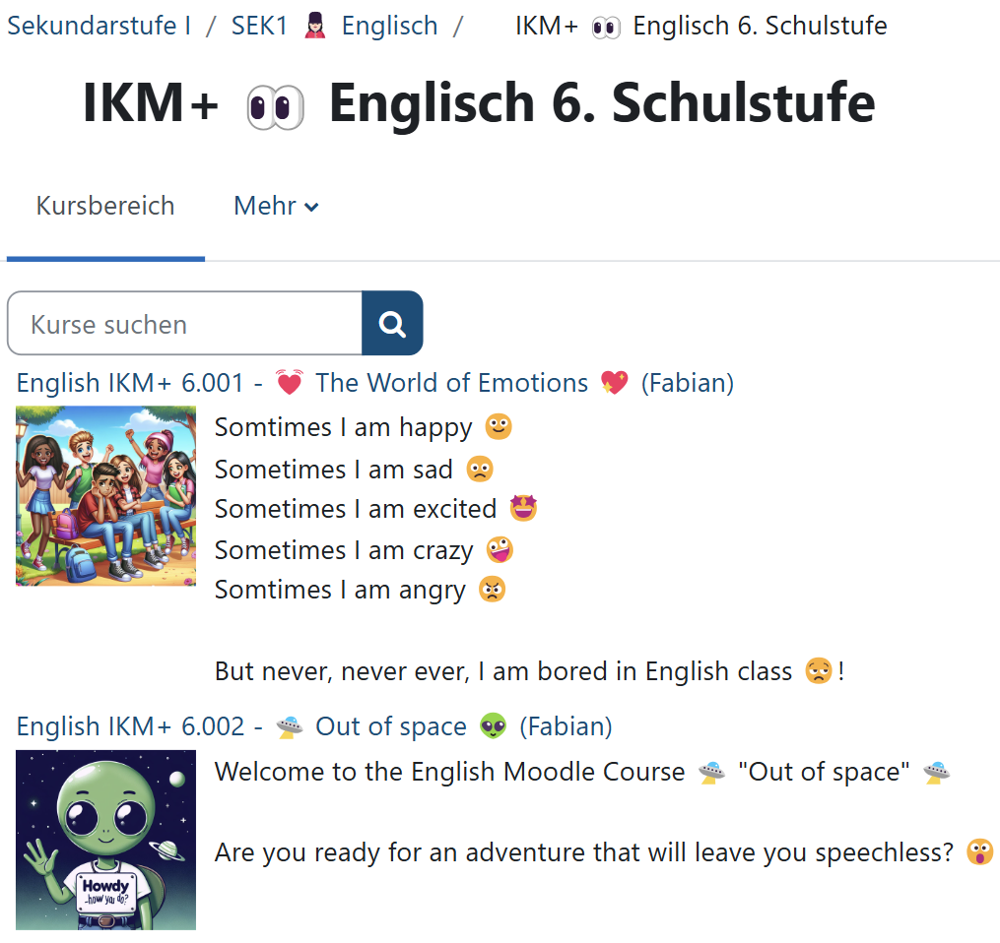 Sekundarstufe I / SEK1 Englisch / IKM+ 👀 Englisch 6. Schulstufe
IKM+ 👀 Englisch 6. Schulstufe
Kursbereich Mehr
Kurse suchen
English IKM+ 6.001 - 💓 The World of Emotions 💖 (Fabian)
Somtimes I am happy 🙂
Sometimes I am sad 🙁
Sometimes I am excited 🤩
Sometimes I am crazy 🤪
Somtimes I am angry 😠
But never, never ever, I am bored in English class 😟!
English IKM+ 6.002 - 🛸 Out of space 👽 (Fabian)
Welcome to the English Moodle Course 🛸 "Out of space" 🛸
Are you ready for an adventure that will leave you speechless? 😮
Howdy
-how you do?